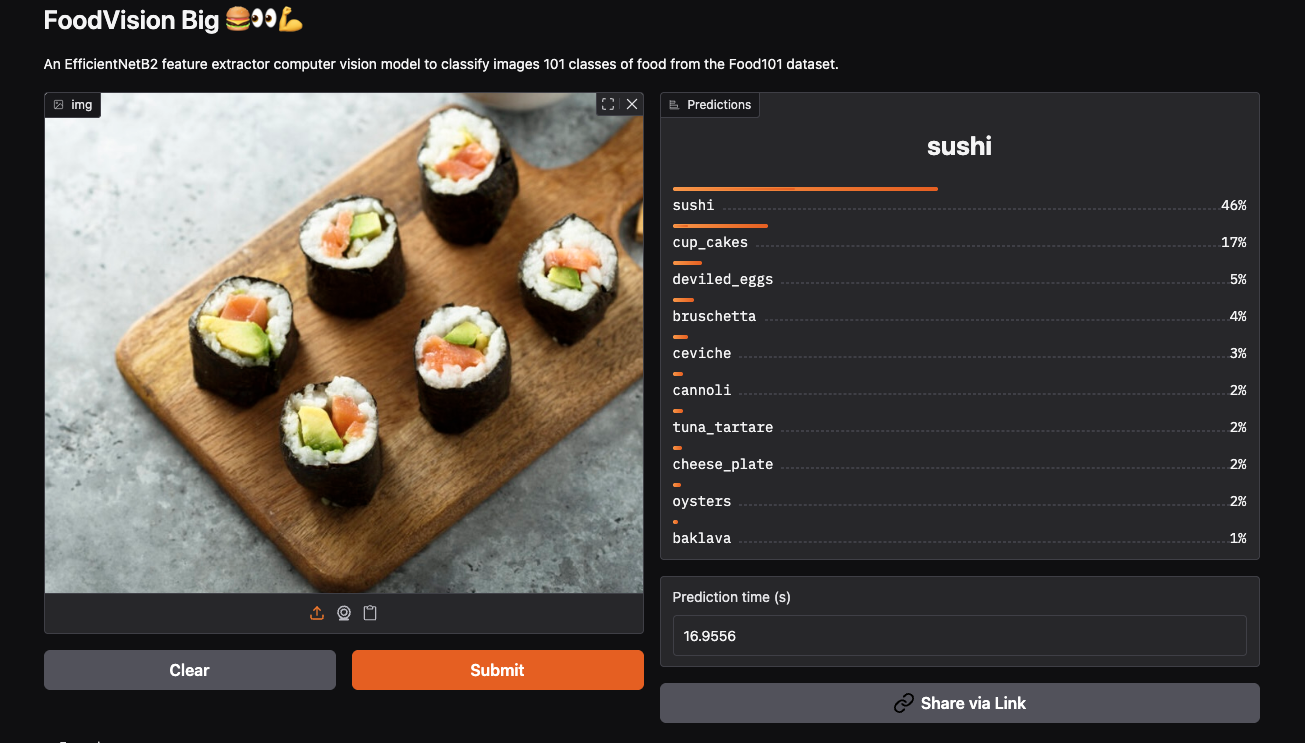 FoodVision Big 🍔👀💪
An EfficientNetB2 feature extractor computer vision model to classify images 101 classes of food from the Food101 dataset.
img
Predictions
sushi
sushi 46%
cup_cakes 17%
deviled_eggs 5%
bruschetta 4%
ceviche 3%
cannoli 2%
tuna_tartare 2%
cheese_plate 2%
oysters 2%
baklava 1%
Prediction time (s)
16.9556
Clear
Submit
Share via Link